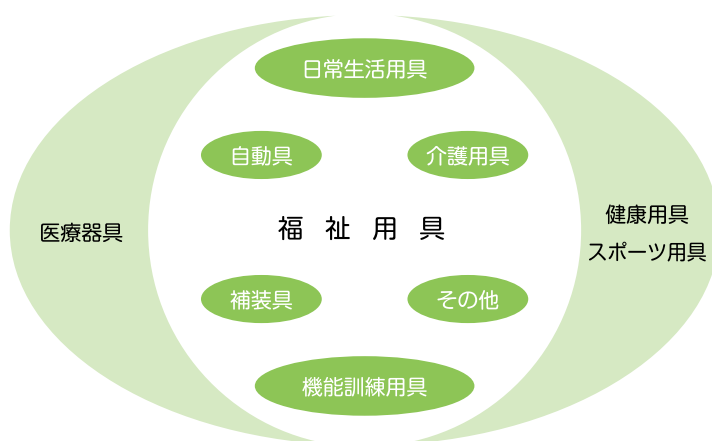 日常生活用具
自動具
介護用具
医療器具
福祉用具
健康用具
スポーツ用具
補装具
その他
機能訓練用具